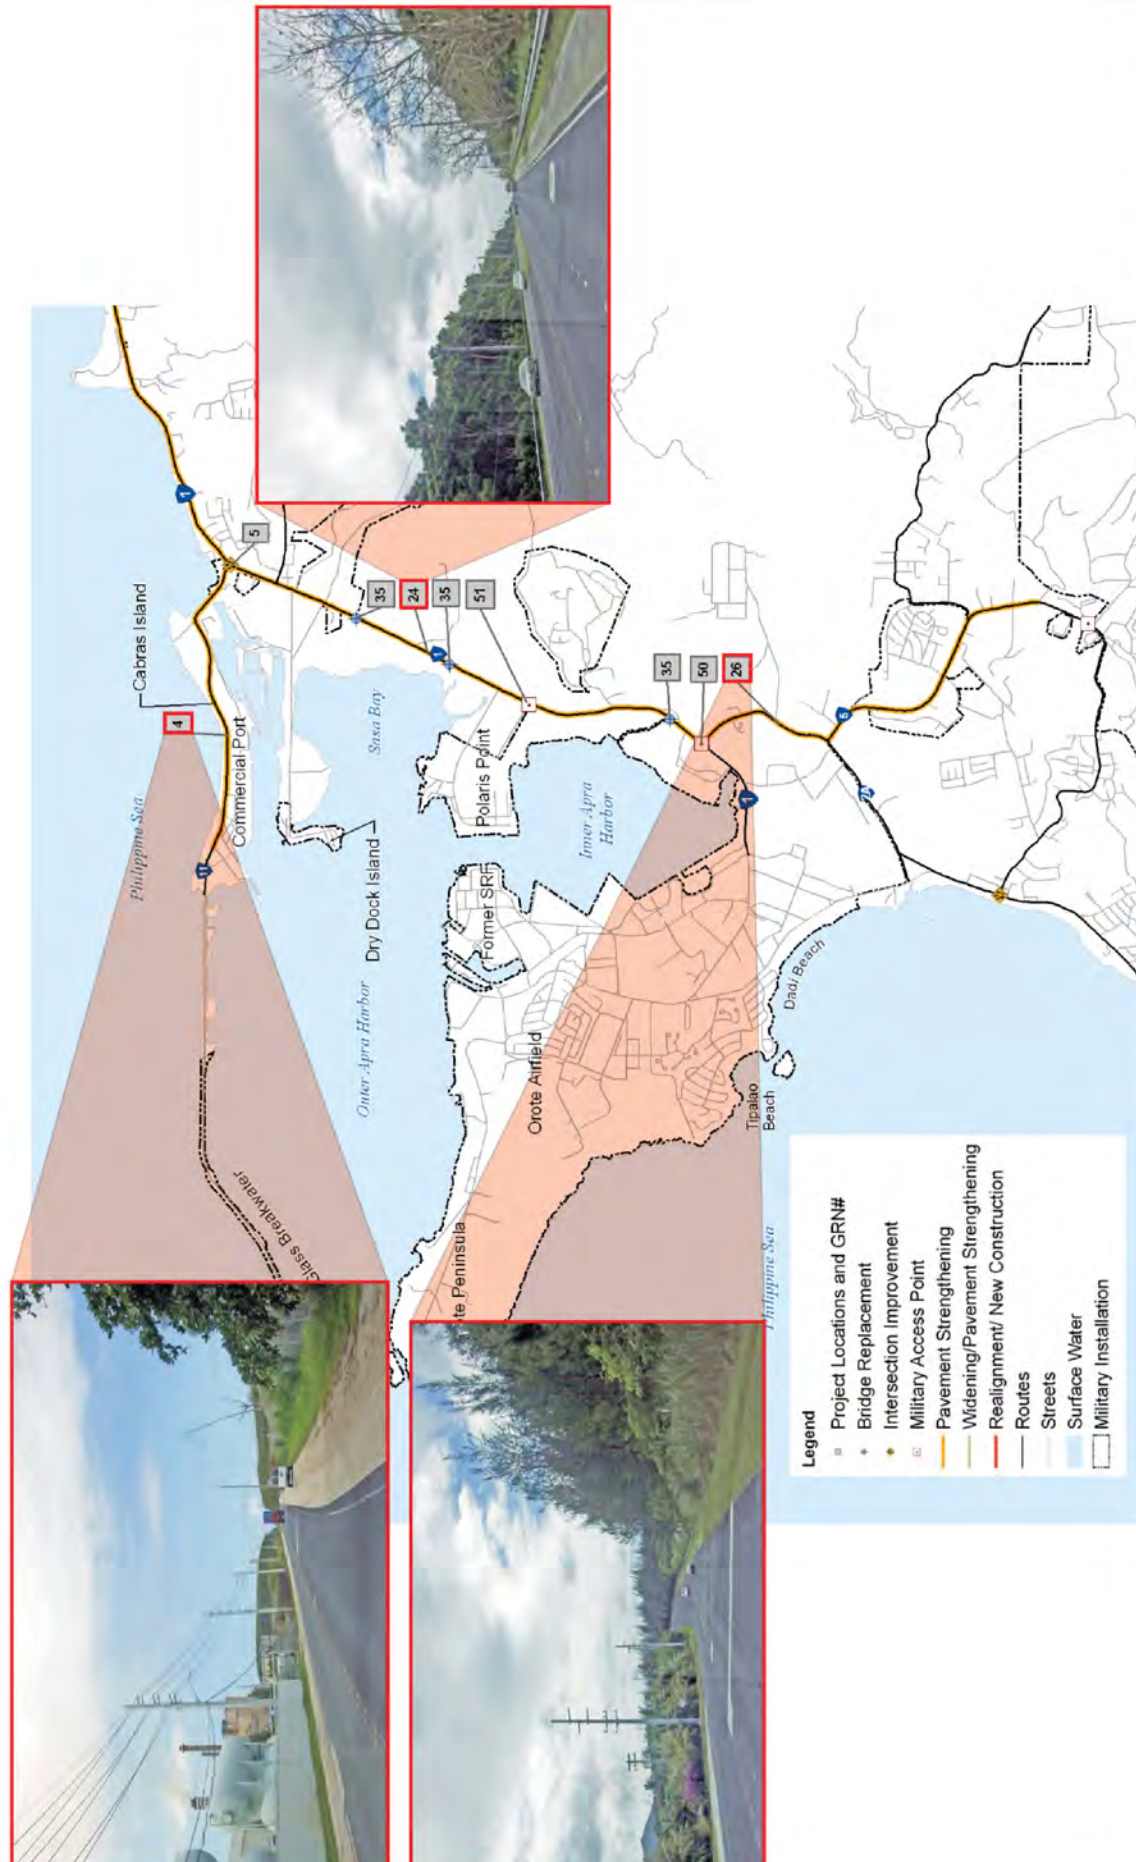 Philippine Sea
Cabras Island
4
Commercial Port
11
1
5
35
24
35
51
1
Sasa Bay
Dry Dock Island
Outer Apra Harbor
Glass Breakwater
Polaris Point
Former SRF
Inner Apra
Harbor
35
50
26
1
5
2A
Orote Airfield
te Peninsula
Dadi Beach
Tipalao
Beach
Philippine Sea
Legend
Project Locations and GRN#
Bridge Replacement
Intersection Improvement
Military Access Point
Pavement Strengthening
Widening/Pavement Strengthening
Realignment/ New Construction
Routes
Streets
Surface Water
Military Installation